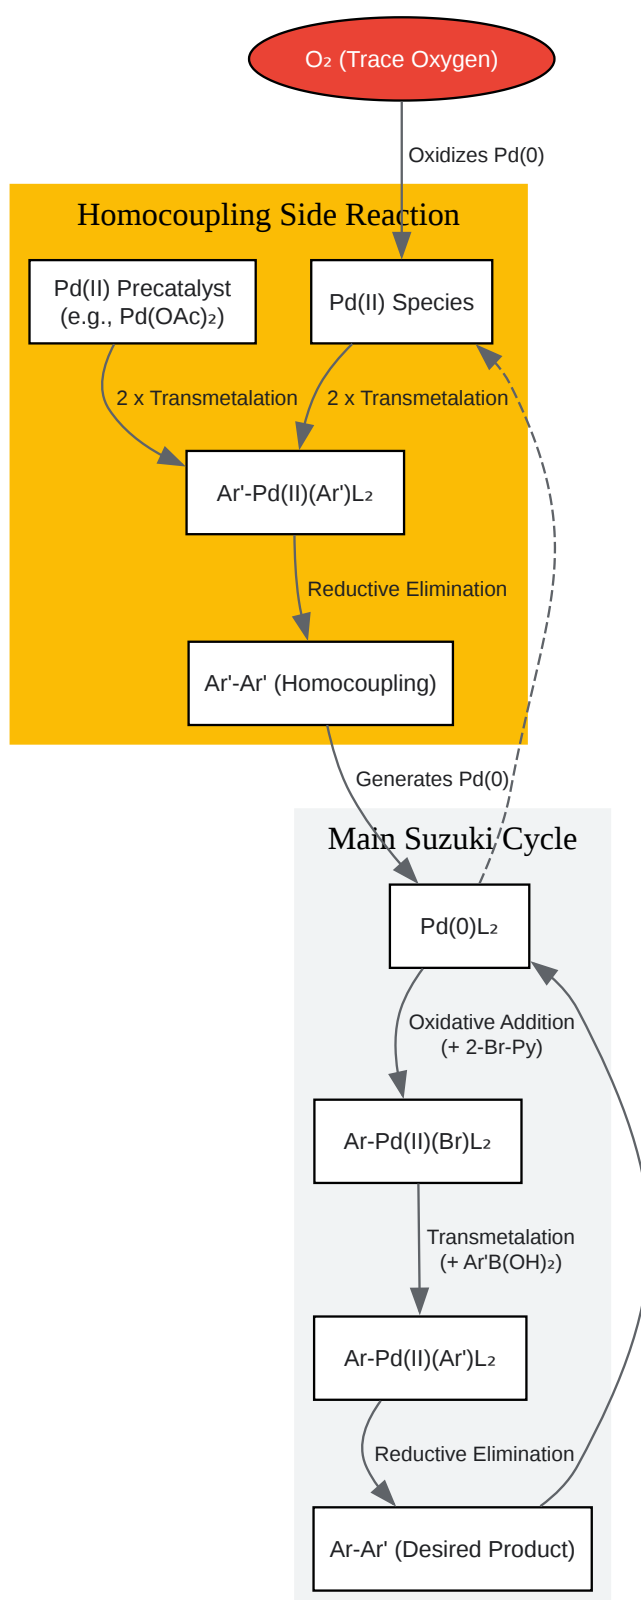 O₂ (Trace Oxygen)
Oxidizes Pd(0)
Homocoupling Side Reaction
Pd(II) Precatalyst
(e.g., Pd(OAc)₂)
Pd(II) Species
2 x Transmetalation
2 x Transmetalation
Ar'-Pd(II)(Ar')L₂
Reductive Elimination
Ar'-Ar' (Homocoupling)
Generates Pd(0)
Main Suzuki Cycle
Pd(0)L₂
Oxidative Addition
(+ 2-Br-Py)
Ar-Pd(II)(Br)L₂
Transmetalation
(+ Ar'B(OH)₂)
Ar-Pd(II)(Ar')L₂
Reductive Elimination
Ar-Ar' (Desired Product)